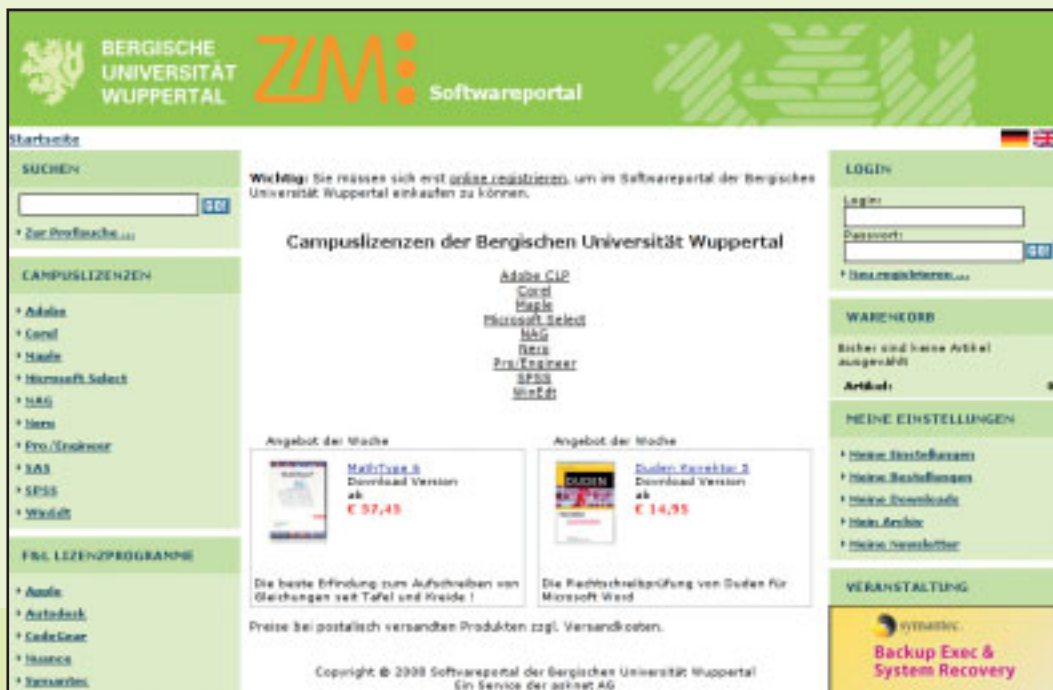 BERGISCHE
UNIVERSITÄT
WUPPERTAL
ZIM:
Softwareportal
Startseite
SUCHEN
GO!
Zur Profisuche ...
CAMPUSLIZENZEN
Adobe
Corel
Maple
Microsoft Select
NAG
Nero
Pro/Engineer
SAS
SPSS
WinEdt
F&L LIZENZPROGRAMME
Apple
Autodesk
CodeGear
Nuance
Symantec
Wichtig: Sie müssen sich erst online registrieren, um im Softwareportal der Bergischen
Universität Wuppertal einkaufen zu können.
Campuslizenzen der Bergischen Universität Wuppertal
Adobe CLP
Corel
Maple
Microsoft Select
NAG
Nero
Pro/Engineer
SPSS
WinEdt
Angebot der Woche
MathType 6
Download Version
ab
€ 57,45
Die beste Erfindung zum Aufschreiben von
Gleichungen seit Tafel und Kreide !
Angebot der Woche
DUDEN
Duden Korrektor 5
Download Version
ab
€ 14,95
Die Rechtschreibprüfung von Duden für
Microsoft Word
Preise bei postalisch versandten Produkten zzgl. Versandkosten.
Copyright © 2008 Softwareportal der Bergischen Universität Wuppertal
Ein Service der asknet AG
LOGIN
Login:
Passwort:
GO!
Neu registrieren ...
WARENKORB
Bisher sind keine Artikel
ausgewählt
Artikel: 0
MEINE EINSTELLUNGEN
Meine Einstellungen
Meine Bestellungen
Meine Downloads
Mein Archiv
Meine Newsletter
VERANSTALTUNG
symantec.
Backup Exec &
System Recovery